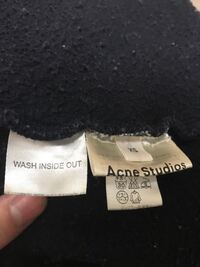 WASH INSIDE OUT
XS
Acne Studios